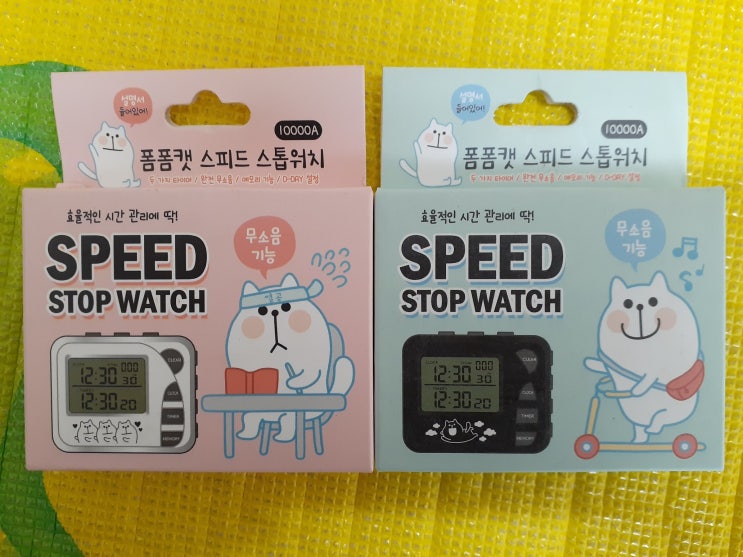 설명서
들어있어!
10000A
폼폼캣 스피드 스톱워치
두 가지 타이머 / 완전 무소음 / 메모리 기능 / D-DAY 설정
효율적인 시간 관리에 딱!
SPEED
STOP WATCH
무소음
기능
성공
12:30 000
30
12:30 20
CLEAR
CLOCK
TIMER
MEMORY
설명서
들어있어!
10000A
폼폼캣 스피드 스톱워치
두 가지 타이머 / 완전 무소음 / 메모리 기능 / D-DAY 설정
효율적인 시간 관리에 딱!
SPEED
STOP WATCH
무소음
기능
12:30 000
30
12:30 20
CLEAR
CLOCK
TIMER
MEMORY